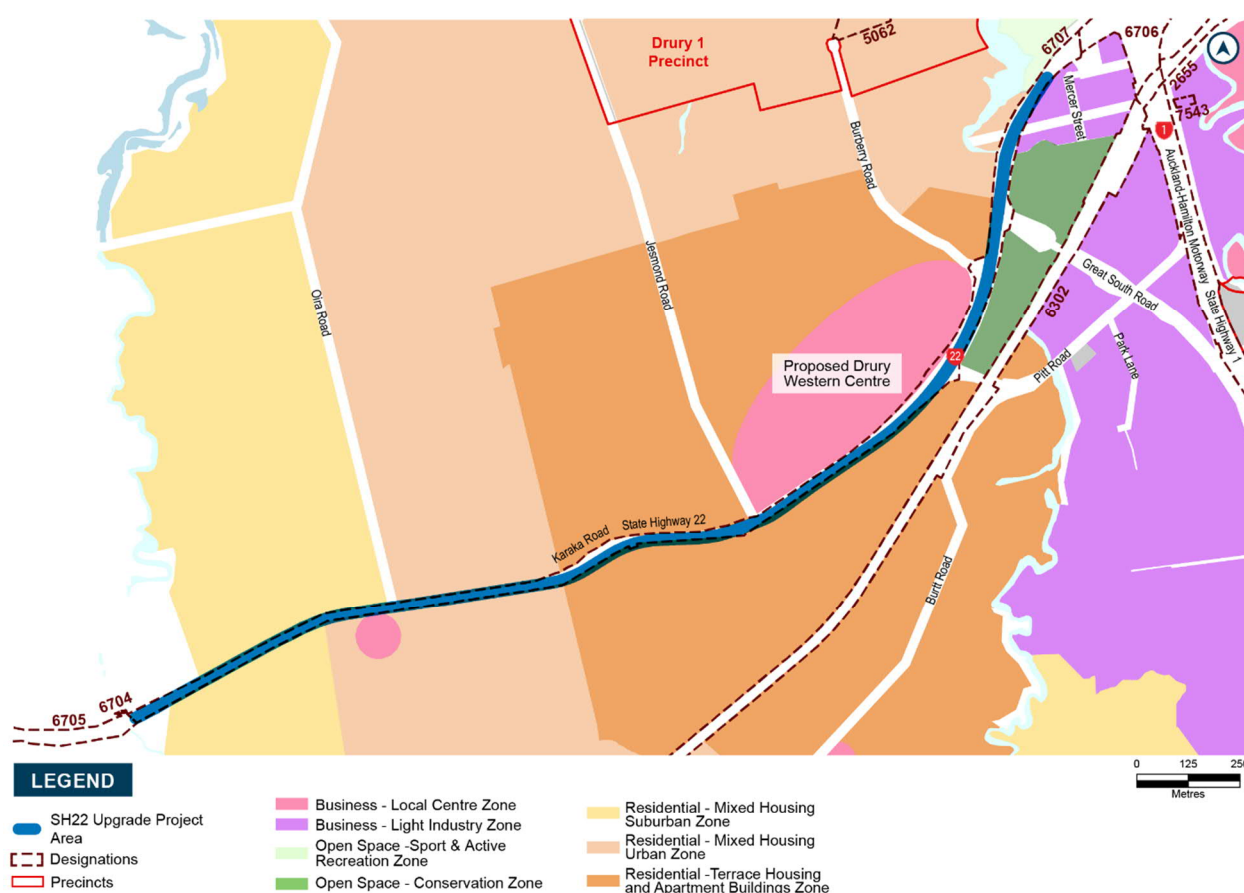 Drury 1
Precinct
5062
6707
6706
2655
7543
1
Mercer Street
Burberry Road
Auckland-Hamilton Motorway State Highway 1
Oira Road
Jesmond Road
Great South Road
6302
Proposed Drury
Western Centre
22
Pitt Road
Park Lane
Karaka Road
State Highway 22
Burtt Road
6704
6705
0 125 250
Metres
LEGEND
SH22 Upgrade Project
Area
Designations
Precincts
Business - Local Centre Zone
Business - Light Industry Zone
Open Space -Sport & Active
Recreation Zone
Open Space - Conservation Zone
Residential - Mixed Housing
Suburban Zone
Residential - Mixed Housing
Urban Zone
Residential - Terrace Housing
and Apartment Buildings Zone